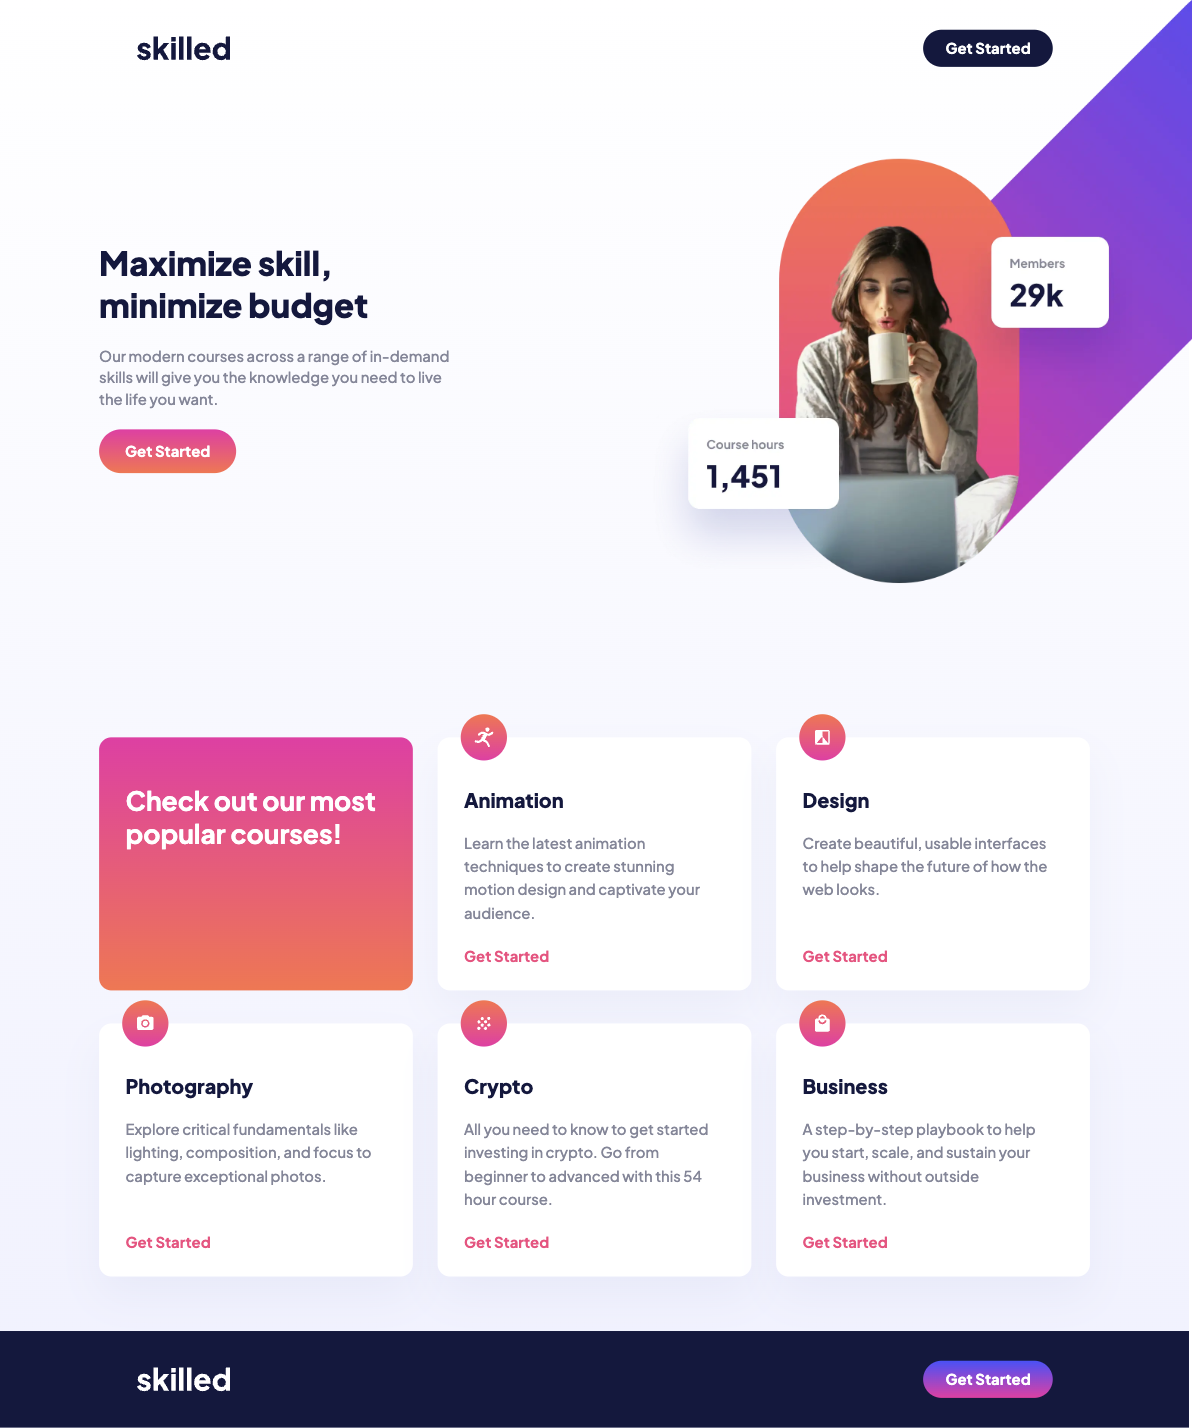 skilled
Get Started
Maximize skill,
minimize budget
Our modern courses across a range of in-demand
skills will give you the knowledge you need to live
the life you want.
Get Started
Members
29k
Course hours
1,451
Check out our most
popular courses!
Animation
Learn the latest animation
techniques to create stunning
motion design and captivate your
audience.
Get Started
Design
Create beautiful, usable interfaces
to help shape the future of how the
web looks.
Get Started
Photography
Explore critical fundamentals like
lighting, composition, and focus to
capture exceptional photos.
Get Started
Crypto
All you need to know to get started
investing in crypto. Go from
beginner to advanced with this 54
hour course.
Get Started
Business
A step-by-step playbook to help
you start, scale, and sustain your
business without outside
investment.
Get Started
skilled
Get Started